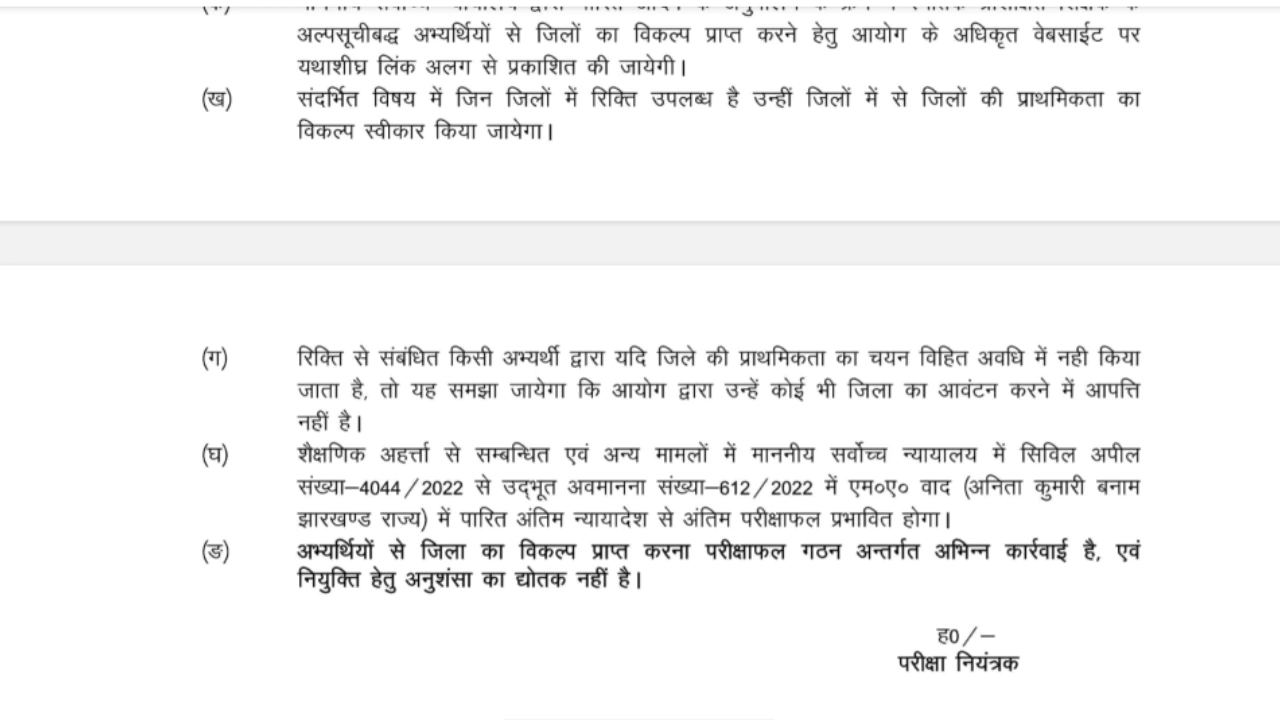 अल्पसूचीबद्ध अभ्यर्थियों से जिलों का विकल्प प्राप्त करने हेतु आयोग के अधिकृत वेबसाईट पर
यथाशीघ्र लिंक अलग से प्रकाशित की जायेगी।
(ख) संदर्भित विषय में जिन जिलों में रिक्ति उपलब्ध है उन्हीं जिलों में से जिलों की प्राथमिकता का
विकल्प स्वीकार किया जायेगा।
(ग) रिक्ति से संबंधित किसी अभ्यर्थी द्वारा यदि जिले की प्राथमिकता का चयन विहित अवधि में नही किया
जाता है, तो यह समझा जायेगा कि आयोग द्वारा उन्हें कोई भी जिला का आवंटन करने में आपत्ति
नहीं है।
(घ) शैक्षणिक अहर्त्ता से सम्बन्धित एवं अन्य मामलों में माननीय सर्वोच्च न्यायालय में सिविल अपील
संख्या–4044/2022 से उद्भूत अवमानना संख्या–612/2022 में एम०ए० वाद (अनिता कुमारी बनाम
झारखण्ड राज्य) में पारित अंतिम न्यायादेश से अंतिम परीक्षाफल प्रभावित होगा।
(ङ) अभ्यर्थियों से जिला का विकल्प प्राप्त करना परीक्षाफल गठन अन्तर्गत अभिन्न कार्रवाई है, एवं
नियुक्ति हेतु अनुशंसा का द्योतक नहीं है।
ह0/–
परीक्षा नियंत्रक